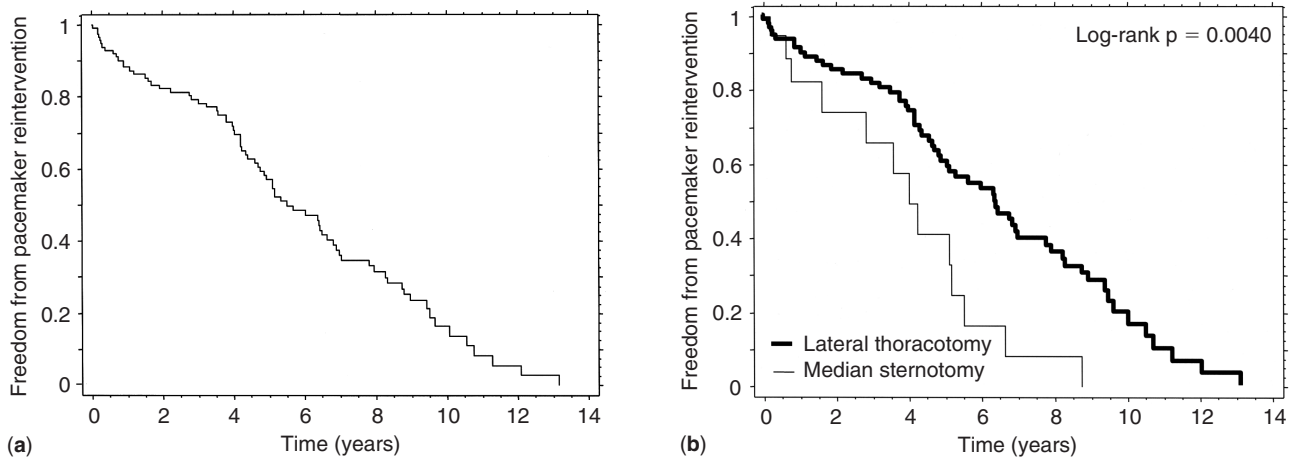 Freedom from pacemaker reintervention
1
0.8
0.6
0.4
0.2
0
0 2 4 6 8 10 12 14
Time (years)
(a)
Freedom from pacemaker reintervention
1
0.8
0.6
0.4
0.2
0
Log-rank p = 0.0040
Lateral thoracotomy
Median sternotomy
0 2 4 6 8 10 12 14
Time (years)
(b)